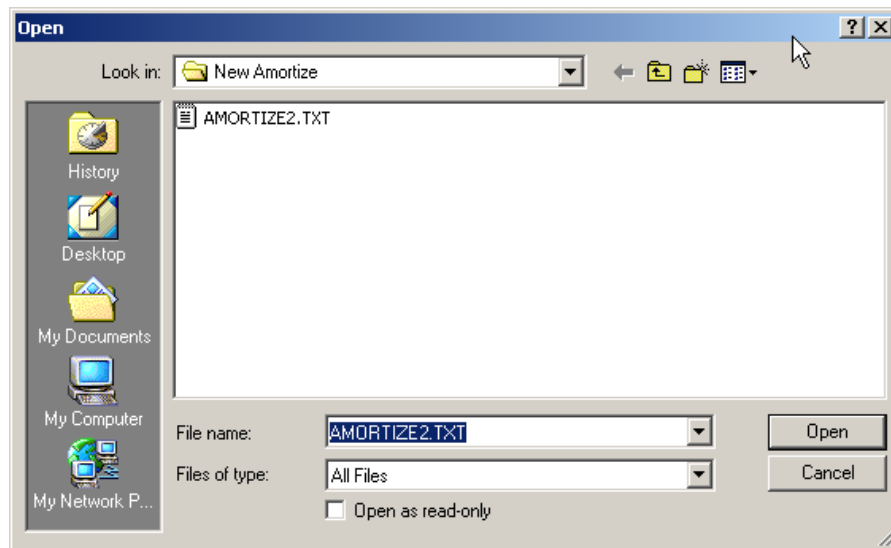 Open
Look in: New Amortize
AMORTIZE2.TXT
History
Desktop
My Documents
My Computer
My Network P...
File name: AMORTIZE2.TXT Open
Files of type: All Files Cancel
Open as read-only